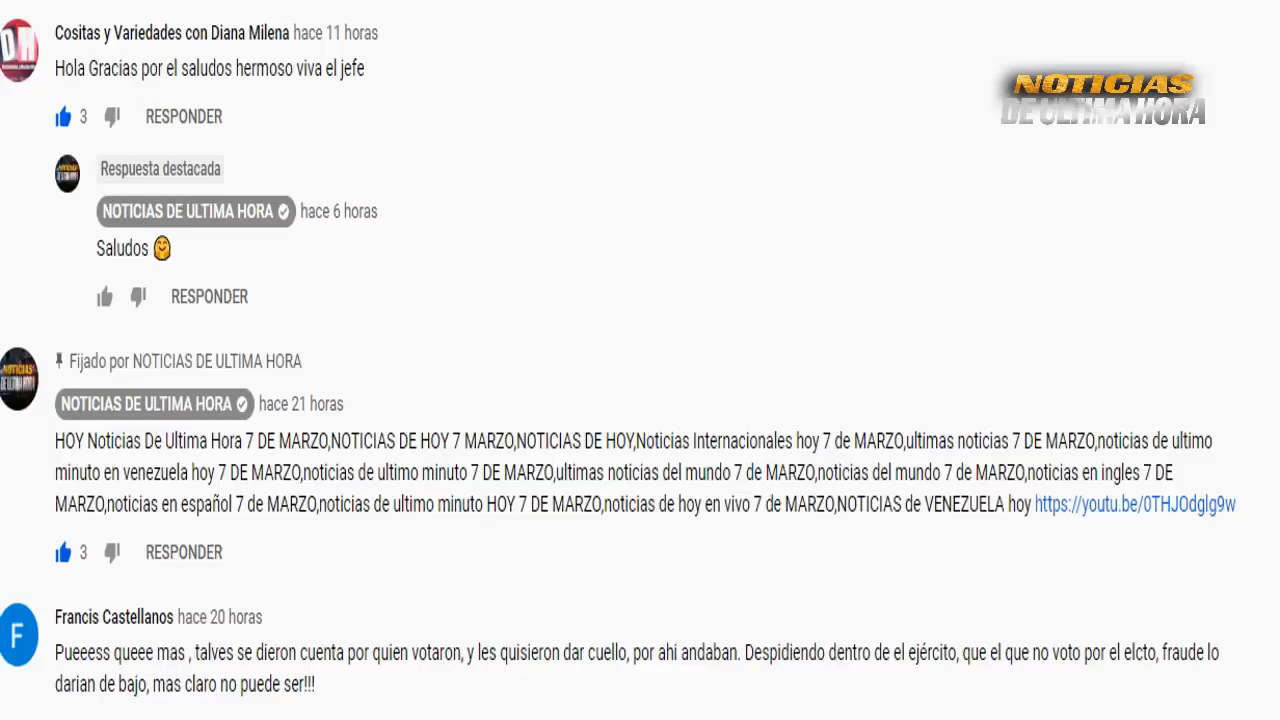 DM
Cositas y Variedades con Diana Milena hace 11 horas
Hola Gracias por el saludos hermoso viva el jefe
3 RESPONDER
NOTICIAS
DE ULTIMA HORA
Respuesta destacada
NOTICIAS DE ULTIMA HORA hace 6 horas
Saludos 🤗
RESPONDER
Fijado por NOTICIAS DE ULTIMA HORA
NOTICIAS DE ULTIMA HORA hace 21 horas
HOY Noticias De Ultima Hora 7 DE MARZO,NOTICIAS DE HOY 7 MARZO,NOTICIAS DE HOY,Noticias Internacionales hoy 7 de MARZO,ultimas noticias 7 DE MARZO,noticias de ultimo
minuto en venezuela hoy 7 DE MARZO,noticias de ultimo minuto 7 DE MARZO,ultimas noticias del mundo 7 de MARZO,noticias del mundo 7 de MARZO,noticias en ingles 7 DE
MARZO,noticias en español 7 de MARZO,noticias de ultimo minuto HOY 7 DE MARZO,noticias de hoy en vivo 7 de MARZO,NOTICIAS de VENEZUELA hoy https://youtu.be/0THJOdglg9w
3 RESPONDER
F
Francis Castellanos hace 20 horas
Pueeess queee mas , talves se dieron cuenta por quien votaron, y les quisieron dar cuello, por ahi andaban. Despidiendo dentro de el ejército, que el que no voto por el elcto, fraude lo
darian de bajo, mas claro no puede ser!!!